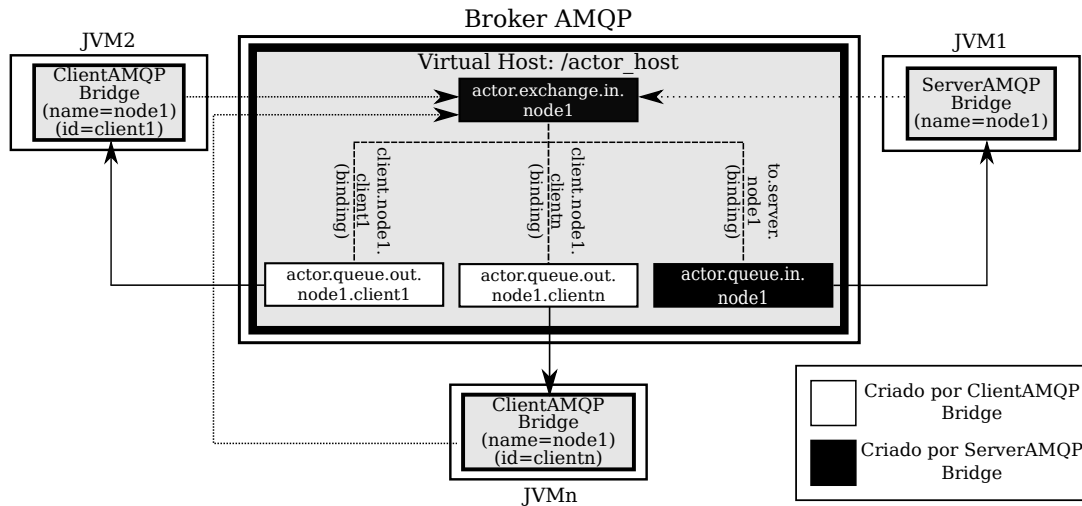 Broker AMQP
JVM2
JVM1
Virtual Host: /actor_host
ClientAMQP
Bridge
(name=node1)
(id=client1)
actor.exchange.in.
node1
ServerAMQP
Bridge
(name=node1)
client.node1.
client1
(binding)
client.node1.
clientn
(binding)
to.server.
node1
(binding)
actor.queue.out.
node1.client1
actor.queue.out.
node1.clientn
actor.queue.in.
node1
ClientAMQP
Bridge
(name=node1)
(id=clientn)
JVMn
Criado por ClientAMQP
Bridge
Criado por ServerAMQP
Bridge